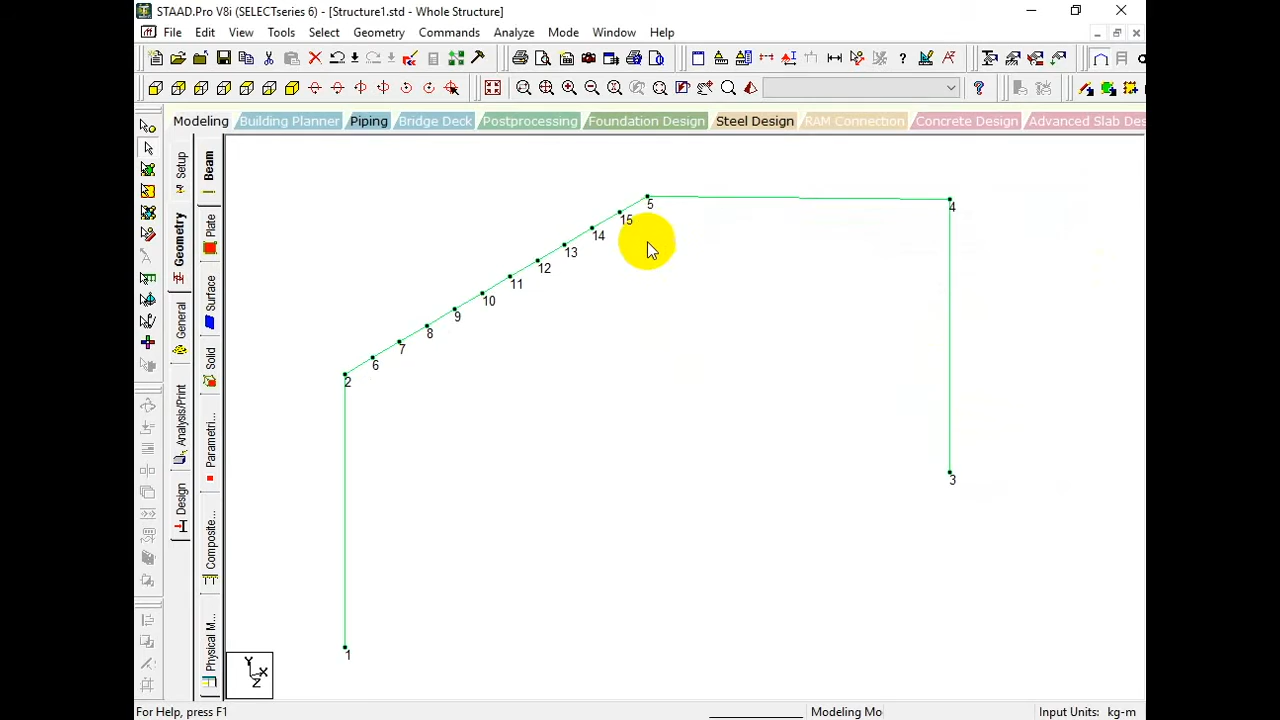 STAAD.Pro V8i (SELECTseries 6) - [Structure1.std - Whole Structure]
File Edit View Tools Select Geometry Commands Analyze Mode Window Help
Modeling Building Planner Piping Bridge Deck Postprocessing Foundation Design Steel Design RAM Connection Concrete Design Advanced Slab Des
Setup
Geometry
General
Analysis/Print
Design
Beam
Plate
Surface
Solid
Parametri...
Composite...
Physical M...
5
4
15
14
13
12
11
10
9
8
7
6
2
3
1
Y
X
Z
For Help, press F1
Modeling Mo
Input Units: kg-m